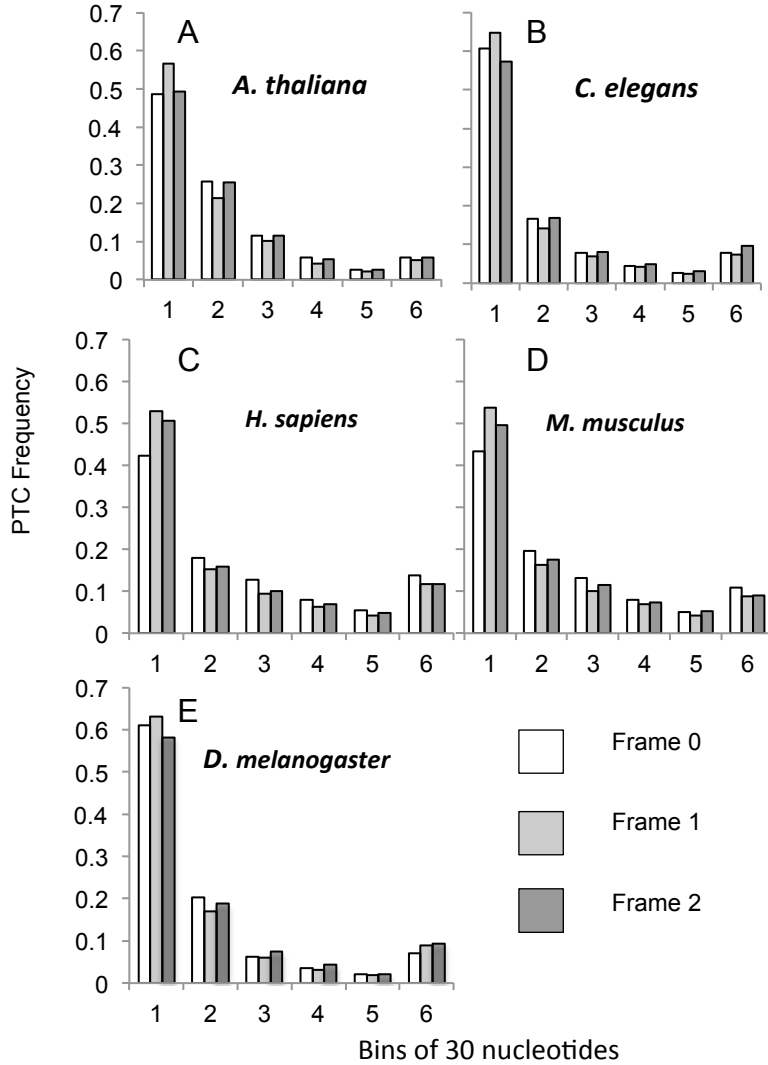 A
A. thaliana
0.7
0.6
0.5
0.4
0.3
0.2
0.1
0
1 2 3 4 5 6
B
C. elegans
1 2 3 4 5 6
PTC Frequency
C
H. sapiens
0.7
0.6
0.5
0.4
0.3
0.2
0.1
0
1 2 3 4 5 6
D
M. musculus
1 2 3 4 5 6
E
D. melanogaster
0.7
0.6
0.5
0.4
0.3
0.2
0.1
0
1 2 3 4 5 6
Frame 0
Frame 1
Frame 2
Bins of 30 nucleotides